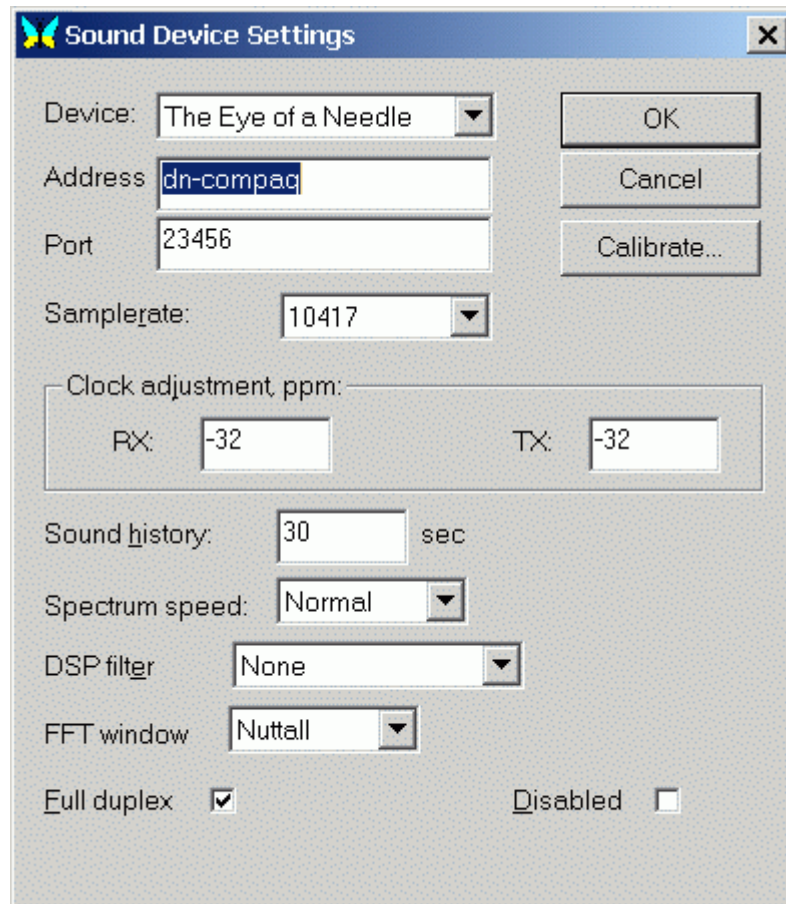 Sound Device Settings
Device: The Eye of a Needle OK
Address dn-compaq Cancel
Port 23456 Calibrate...
Samplerate: 10417
Clock adjustment, ppm:
RX: -32 TX: -32
Sound history: 30 sec
Spectrum speed: Normal
DSP filter None
FFT window Nuttall
Full duplex Disabled